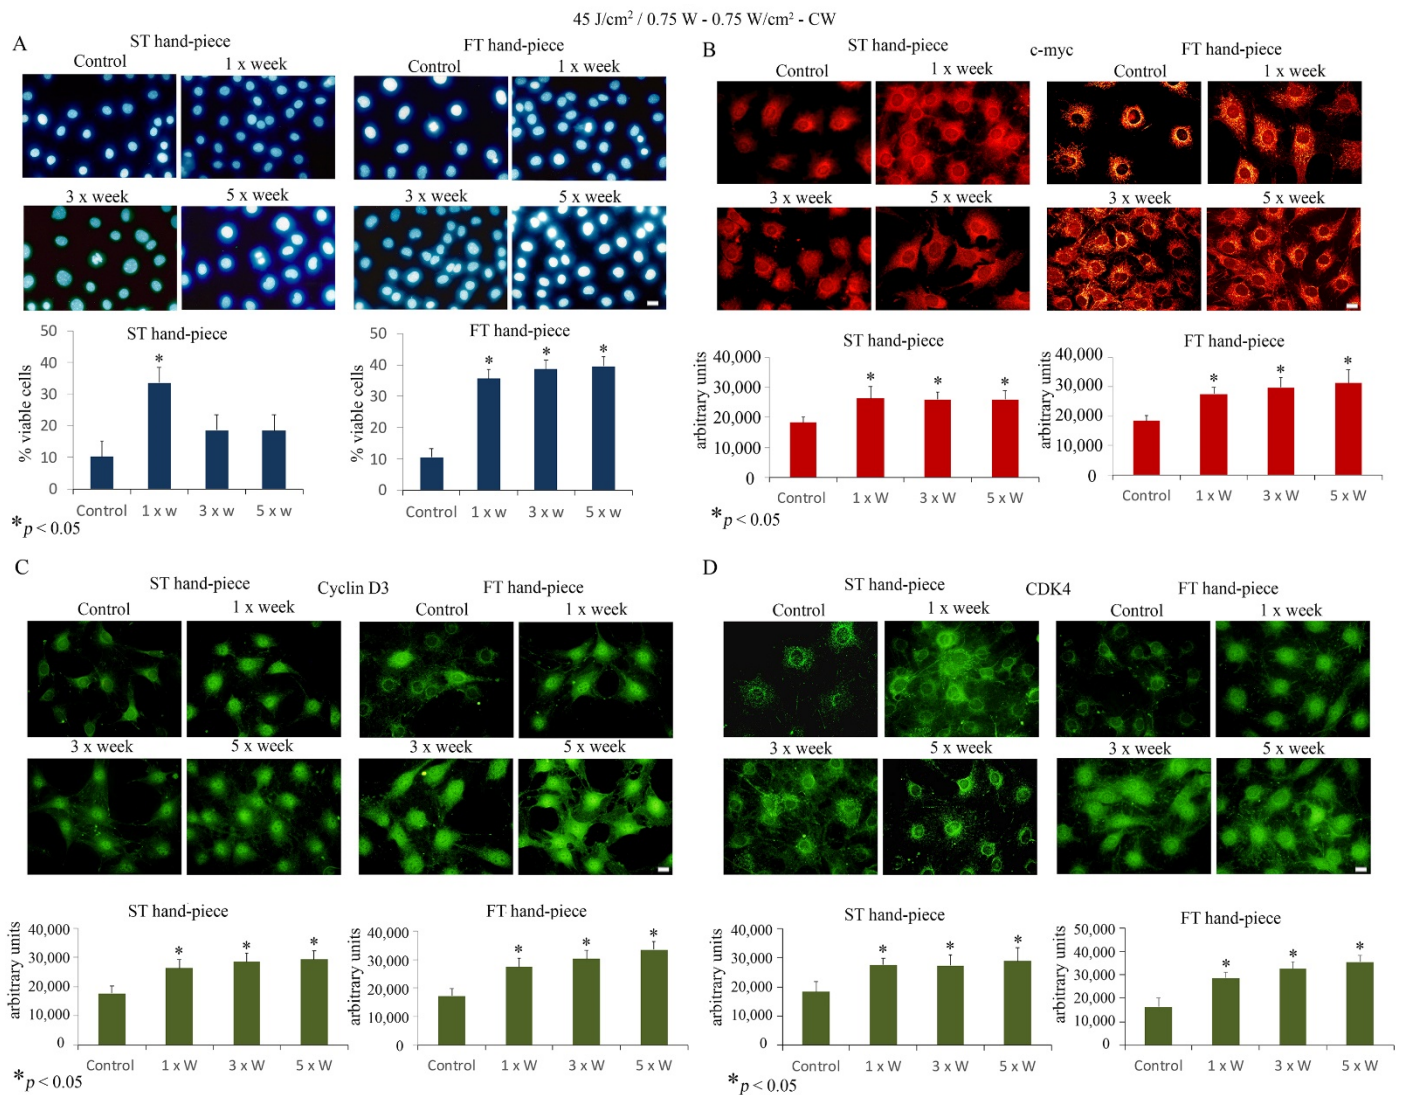 45 J/cm² / 0.75 W - 0.75 W/cm² - CW
A
ST hand-piece
FT hand-piece
Control
1 x week
Control
1 x week
3 x week
5 x week
3 x week
5 x week
ST hand-piece
% viable cells
50
40
30
20
10
0
*
Control
1 x w
3 x w
5 x w
FT hand-piece
% viable cells
50
40
30
20
10
0
*
*
*
Control
1 x w
3 x w
5 x w
*p < 0.05
B
ST hand-piece
c-myc
FT hand-piece
Control
1 x week
Control
1 x week
3 x week
5 x week
3 x week
5 x week
ST hand-piece
arbitrary units
40,000
30,000
20,000
10,000
0
*
*
*
Control
1 x W
3 x W
5 x W
FT hand-piece
arbitrary units
40,000
30,000
20,000
10,000
0
*
*
*
Control
1 x W
3 x W
5 x W
*p < 0.05
C
ST hand-piece
Cyclin D3
FT hand-piece
Control
1 x week
Control
1 x week
3 x week
5 x week
3 x week
5 x week
ST hand-piece
arbitrary units
40,000
30,000
20,000
10,000
0
*
*
*
Control
1 x W
3 x W
5 x W
FT hand-piece
arbitrary units
40,000
30,000
20,000
10,000
0
*
*
*
Control
1 x W
3 x W
5 x W
*p < 0.05
D
ST hand-piece
CDK4
FT hand-piece
Control
1 x week
Control
1 x week
3 x week
5 x week
3 x week
5 x week
ST hand-piece
arbitrary units
40,000
30,000
20,000
10,000
0
*
*
*
Control
1 x W
3 x W
5 x W
FT hand-piece
arbitrary units
50,000
40,000
30,000
20,000
10,000
0
*
*
*
Control
1 x W
3 x W
5 x W
*p < 0.05